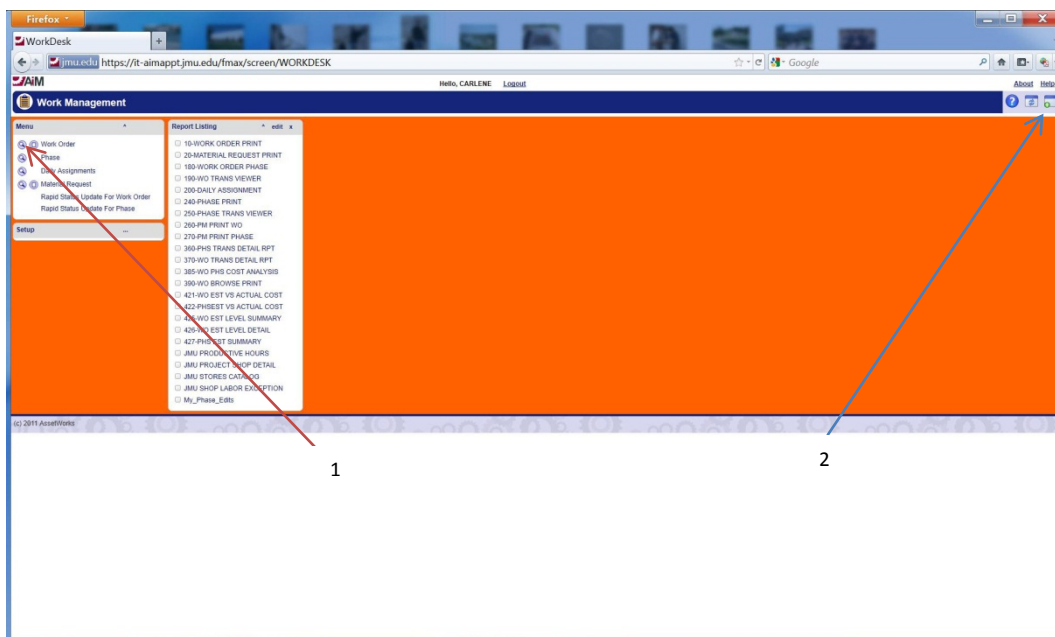 Firefox
WorkDesk
jmu.edu https://it-aimappt.jmu.edu/fmax/screen/WORKDESK
Google
AiM
Hello, CARLENE Logout
About Help
Work Management
Menu ^
Work Order
Phase
Daily Assignments
Material Request
Rapid Status Update For Work Order
Rapid Status Update For Phase
Setup ...
Report Listing ^ edit x
10-WORK ORDER PRINT
20-MATERIAL REQUEST PRINT
180-WORK ORDER PHASE
190-WO TRANS VIEWER
200-DAILY ASSIGNMENT
240-PHASE PRINT
250-PHASE TRANS VIEWER
260-PM PRINT WO
270-PM PRINT PHASE
360-PHS TRANS DETAIL RPT
370-WO TRANS DETAIL RPT
385-WO PHS COST ANALYSIS
390-WO BROWSE PRINT
421-WO EST VS ACTUAL COST
422-PHSEST VS ACTUAL COST
425-WO EST LEVEL SUMMARY
426-WO EST LEVEL DETAIL
427-PHS EST SUMMARY
JMU PRODUCTIVE HOURS
JMU PROJECT SHOP DETAIL
JMU STORES CATALOG
JMU SHOP LABOR EXCEPTION
My_Phase_Edits
(c) 2011 AssetWorks
1
2